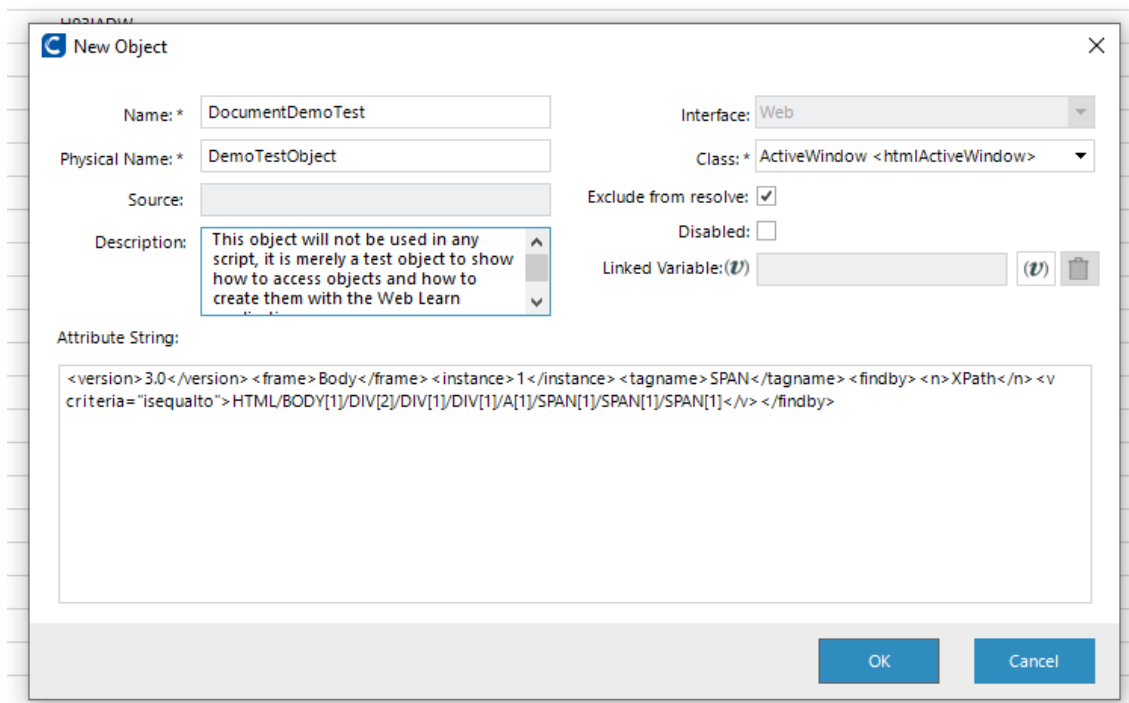 New Object
Name: * DocumentDemoTest
Interface: Web
Physical Name: * DemoTestObject
Class: * ActiveWindow <htmlActiveWindow>
Source:
Exclude from resolve:
Disabled:
Description: This object will not be used in any
script, it is merely a test object to show
how to access objects and how to
create them with the Web Learn
Linked Variable:(v)
(v)
Attribute String:
<version>3.0</version><frame>Body</frame><instance>1</instance><tagname>SPAN</tagname><findby><n>XPath</n><v
criteria="isequalto">HTML/BODY[1]/DIV[2]/DIV[1]/DIV[1]/A[1]/SPAN[1]/SPAN[1]/SPAN[1]</v></findby>
OK
Cancel